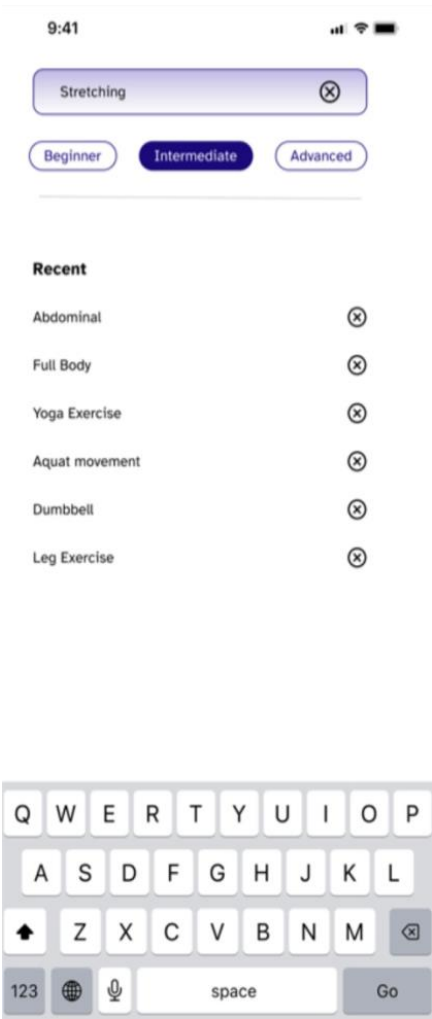 9:41
Stretching
Beginner Intermediate Advanced
Recent
Abdominal
Full Body
Yoga Exercise
Aquat movement
Dumbbell
Leg Exercise
Q W E R T Y U I O P
A S D F G H J K L
Z X C V B N M
123 space Go